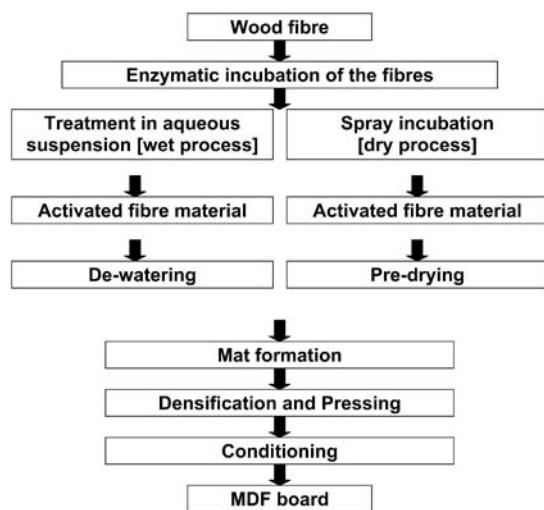 Wood fibre
Enzymatic incubation of the fibres
Treatment in aqueous
suspension [wet process]
Spray incubation
[dry process]
Activated fibre material
Activated fibre material
De-watering
Pre-drying
Mat formation
Densification and Pressing
Conditioning
MDF board